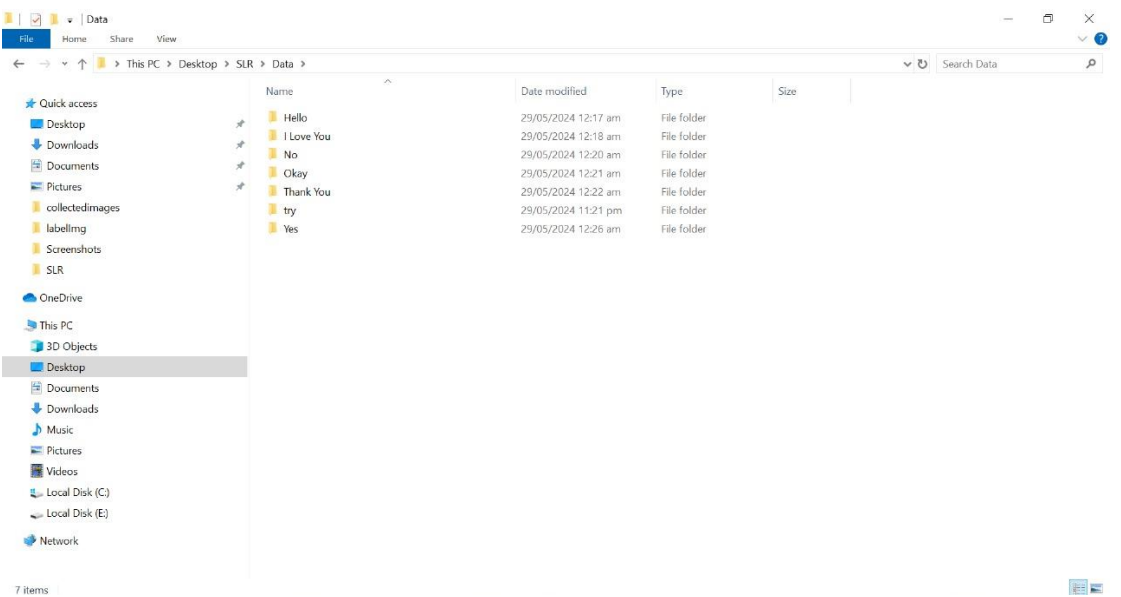 Data
File Home Share View
This PC > Desktop > SLR > Data >
Search Data
Name Date modified Type Size
Quick access
Desktop
Downloads
Documents
Pictures
collectedimages
labelImg
Screenshots
SLR
OneDrive
This PC
3D Objects
Desktop
Documents
Downloads
Music
Pictures
Videos
Local Disk (C:)
Local Disk (E:)
Network
Hello 29/05/2024 12:17 am File folder
I Love You 29/05/2024 12:18 am File folder
No 29/05/2024 12:20 am File folder
Okay 29/05/2024 12:21 am File folder
Thank You 29/05/2024 12:22 am File folder
try 29/05/2024 11:21 pm File folder
Yes 29/05/2024 12:26 am File folder
7 items